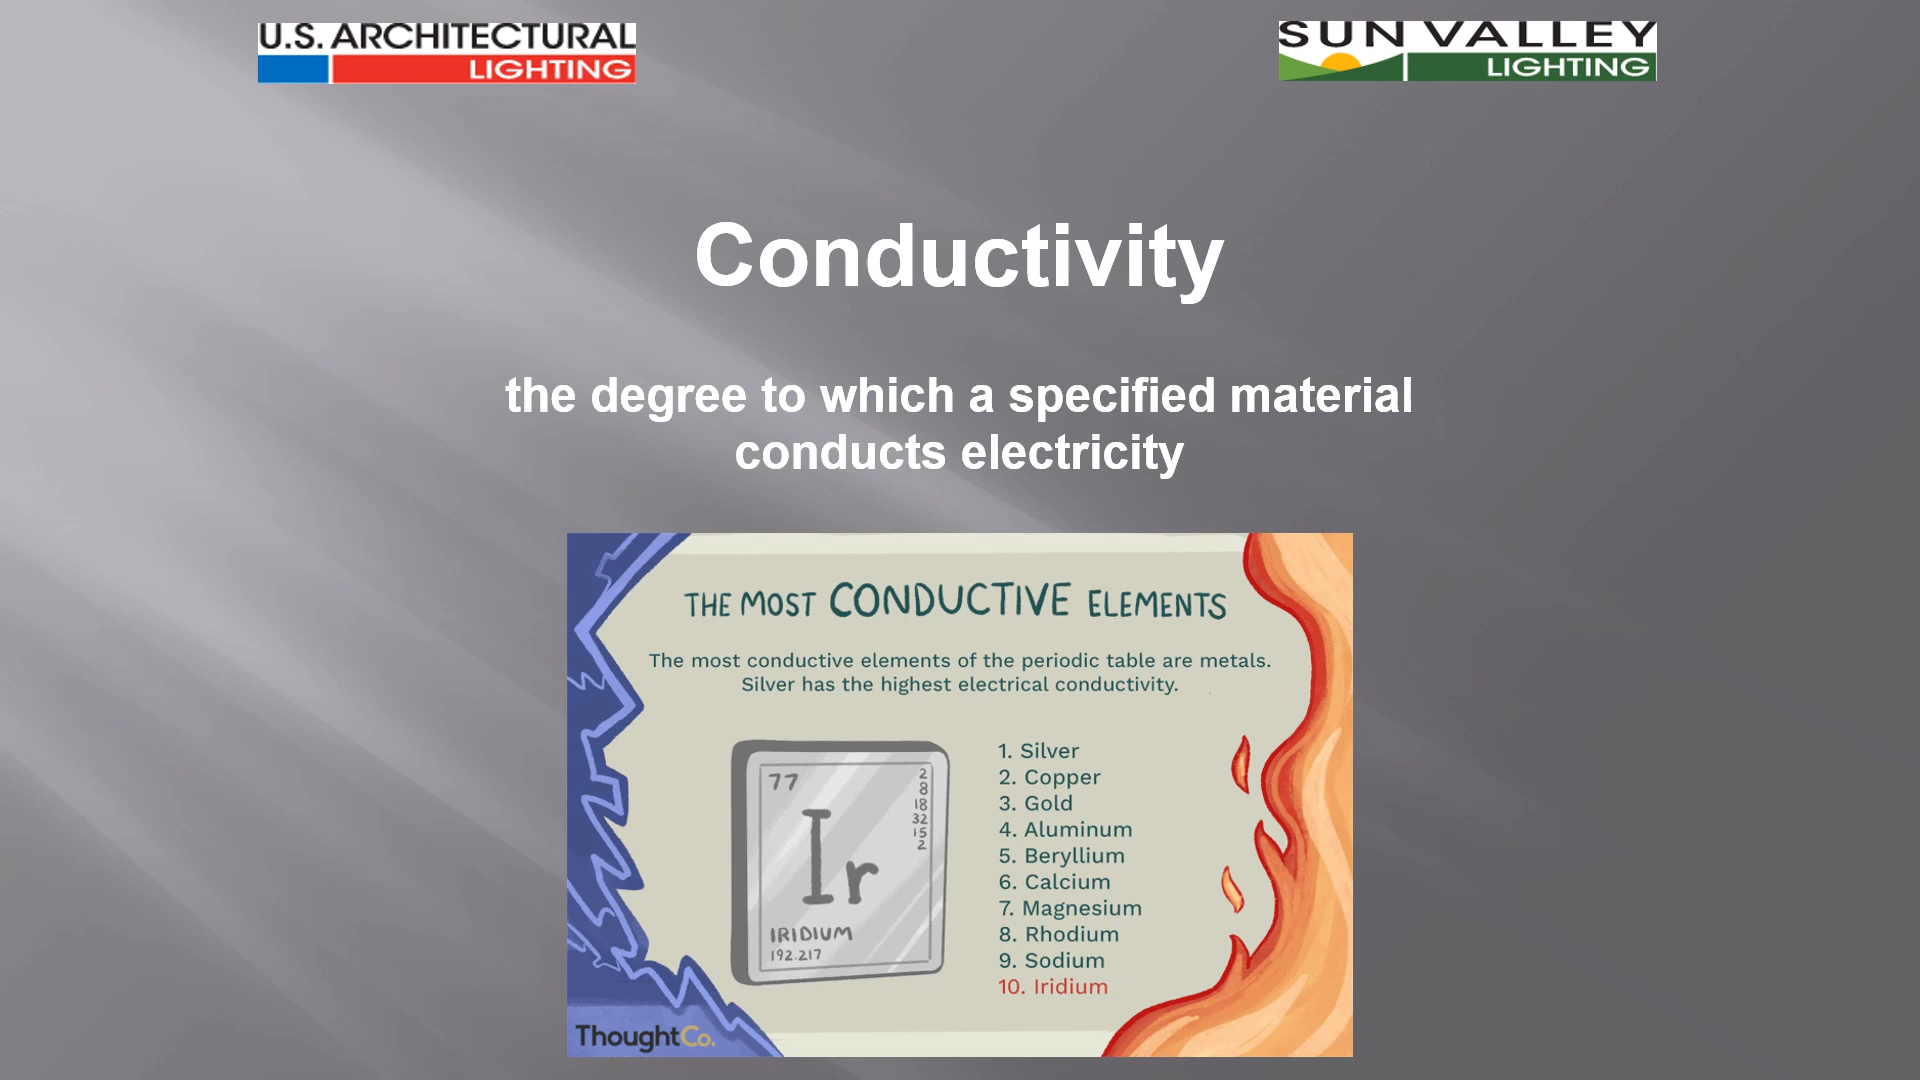 U.S. ARCHITECTURAL
LIGHTING
SUN VALLEY
LIGHTING
Conductivity
the degree to which a specified material
conducts electricity
THE MOST CONDUCTIVE ELEMENTS
The most conductive elements of the periodic table are metals.
Silver has the highest electrical conductivity.
77
2
8
18
32
15
2
Ir
IRIDIUM
192.217
1. Silver
2. Copper
3. Gold
4. Aluminum
5. Beryllium
6. Calcium
7. Magnesium
8. Rhodium
9. Sodium
10. Iridium
ThoughtCo.